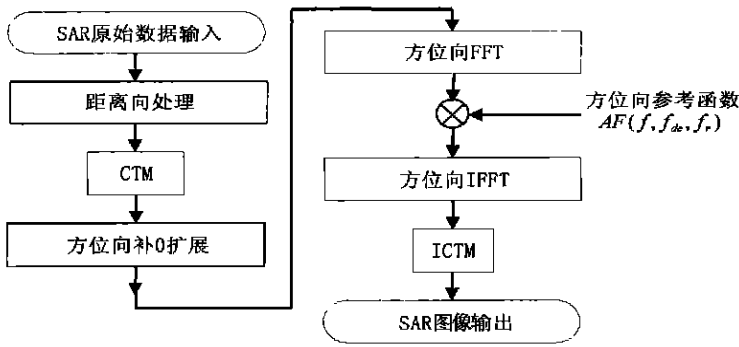 SAR原始数据输入
距离向处理
CTM
方位向补0扩展
方位向FFT
方位向参考函数
AF(f,f_{dc},f_r)
方位向IFFT
ICTM
SAR图像输出